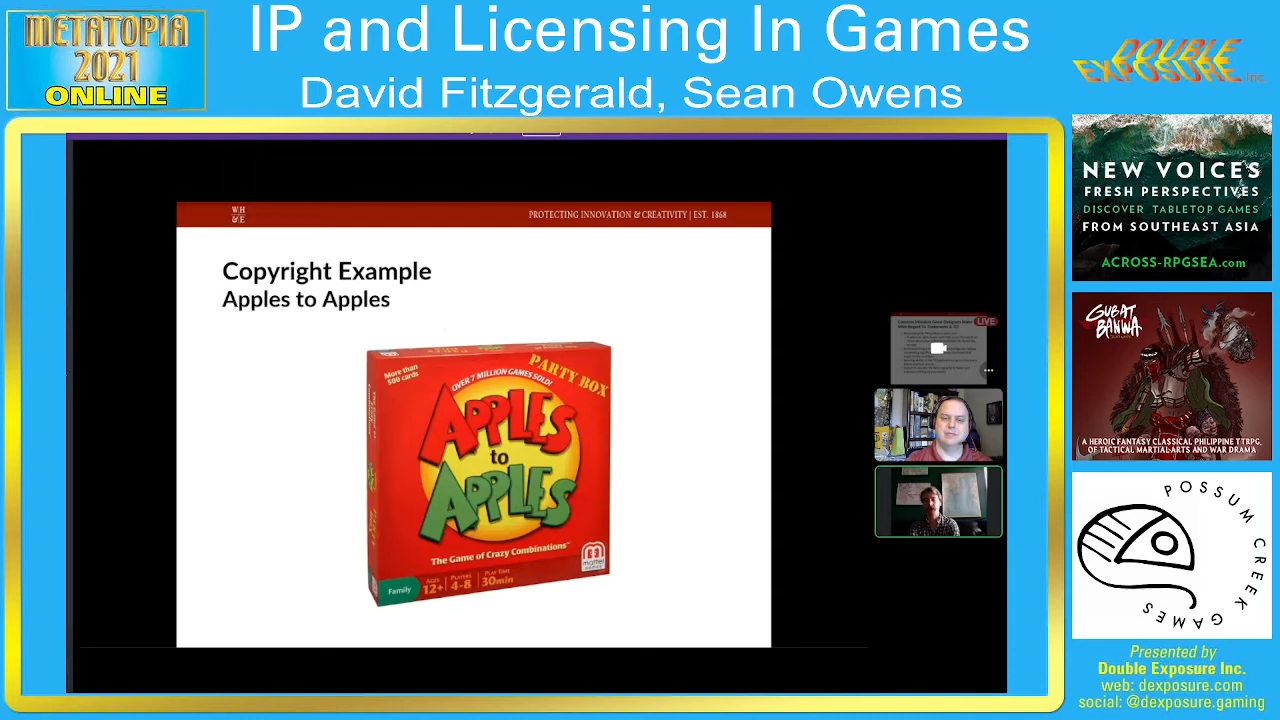 METATOPIA
2021
ONLINE
IP and Licensing In Games
David Fitzgerald, Sean Owens
DOUBLE
EXPOSURE Inc.
WH
&E
PROTECTING INNOVATION & CREATIVITY | EST. 1868
Copyright Example
Apples to Apples
More than
500 cards
OVER 7 MILLION GAMES SOLD!
PARTY BOX
APPLES
to
APPLES
The Game of Crazy Combinations™
mattel
games
Family
AGES
12+
PLAYERS
4-8
PLAY TIME
30min
LIVE
NEW VOICES
FRESH PERSPECTIVES
DISCOVER TABLETOP GAMES
FROM SOUTHEAST ASIA
ACROSS-RPGSEA.com
GUBAT
BANWA
A HEROIC FANTASY CLASSICAL PHILIPPINE TTRPG
OF TACTICAL MARTIAL-ARTS AND WAR DRAMA
POSSUM CREEK GAMES
Presented by
Double Exposure Inc.
web: dexposure.com
social: @dexposure.gaming